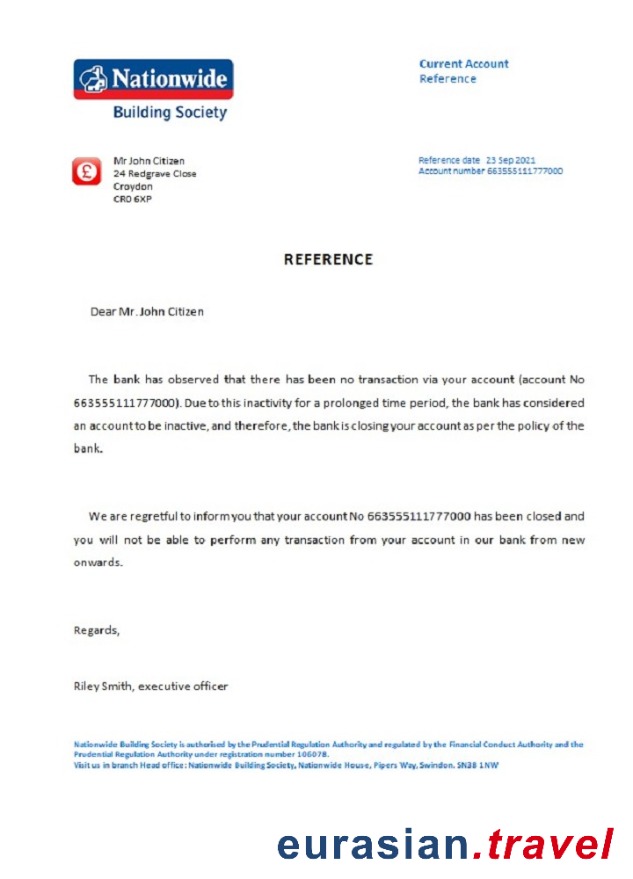 Nationwide
Building Society
Current Account
Reference
Mr John Citizen
24 Redgrave Close
Croydon
CR0 6XP
Reference date 23 Sep 2021
Account number 663555111777000
REFERENCE
Dear Mr. John Citizen
The bank has observed that there has been no transaction via your account (account No
663555111777000). Due to this inactivity for a prolonged time period, the bank has considered
an account to be inactive, and therefore, the bank is closing your account as per the policy of the
bank.
We are regretful to inform you that your account No 663555111777000 has been closed and
you will not be able to perform any transaction from your account in our bank from new
onwards.
Regards,
Riley Smith, executive officer
Nationwide Building Society is authorised by the Prudential Regulation Authority and regulated by the Financial Conduct Authority and the
Prudential Regulation Authority under registration number 106078.
Visit us in branch Head office: Nationwide Building Society, Nationwide House, Pipers Way, Swindon. SN38 1NW
eurasian.travel